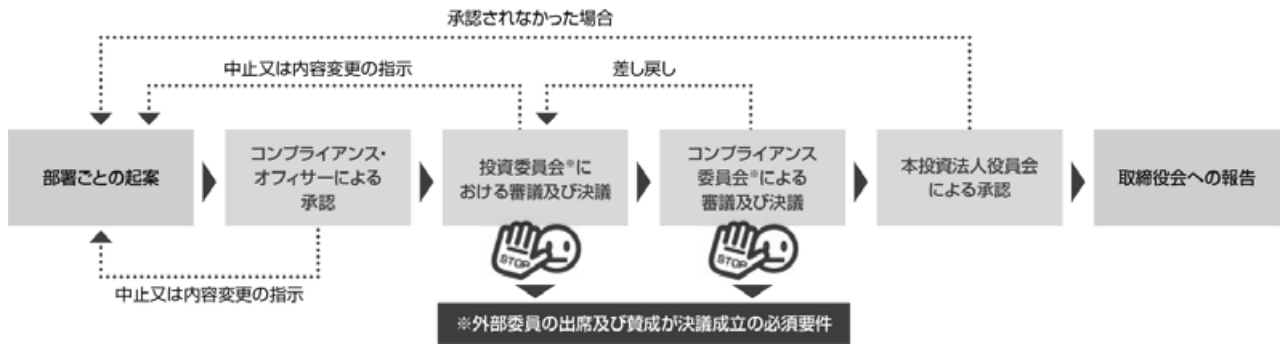 承認されなかった場合
中止又は内容変更の指示
差し戻し
部署ごとの起案
コンプライアンス・
オフィサーによる
承認
投資委員会※に
おける審議及び決議
コンプライアンス
委員会※による
審議及び決議
本投資法人役員会
による承認
取締役会への報告
STOP
STOP
中止又は内容変更の指示
※外部委員の出席及び賛成が決議成立の必須要件